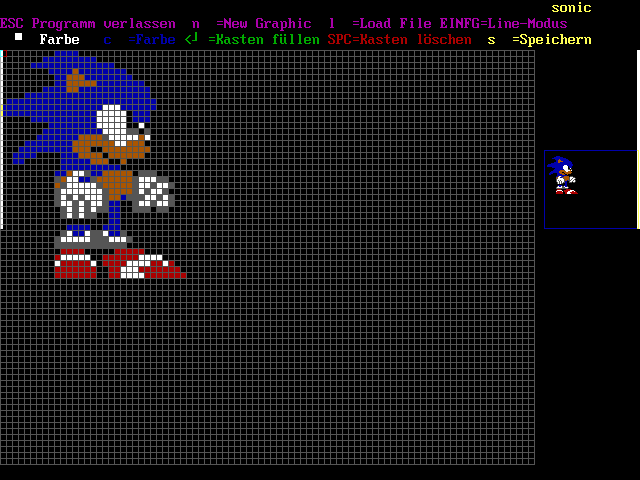 sonic
ESC Programm verlassen n =New Graphic l =Load File EINFG=Line-Modus
Farbe c =Farbe <┘ =Kasten füllen SPC=Kasten löschen s =Speichern